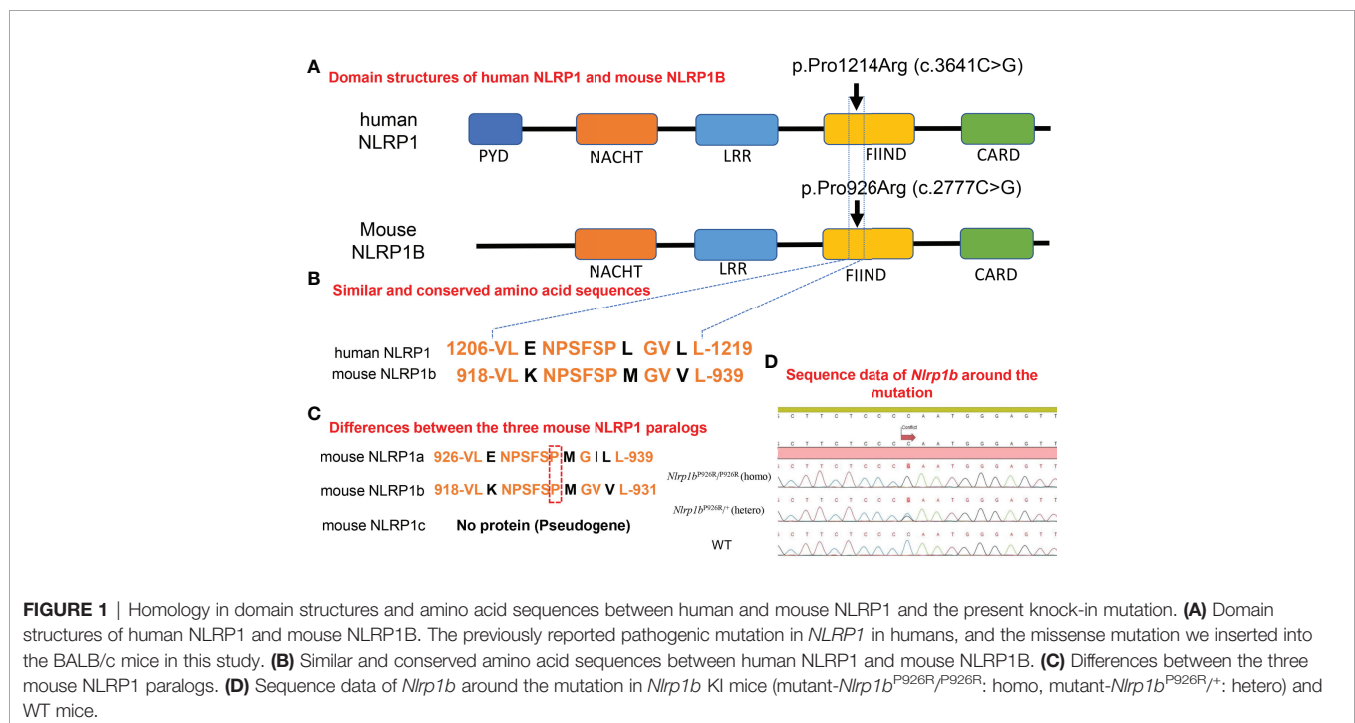 A
Domain structures of human NLRP1 and mouse NLRP1B
p.Pro1214Arg (c.3641C>G)
human
NLRP1
PYD
NACHT
LRR
FIIND
CARD
p.Pro926Arg (c.2777C>G)
Mouse
NLRP1B
NACHT
LRR
FIIND
CARD
B
Similar and conserved amino acid sequences
human NLRP1 1206-VL E NPSFSP L GV L L-1219
mouse NLRP1b 918-VL K NPSFSP M GV V L-939
C
Differences between the three mouse NLRP1 paralogs
mouse NLRP1a 926-VL E NPSFSP M G I L L-939
mouse NLRP1b 918-VL K NPSFSP M GV V L-931
mouse NLRP1c No protein (Pseudogene)
D
Sequence data of Nlrp1b around the
mutation
G C T T C T C C C C A A T G G G A G T T
Conflict
G C T T C T C C C C A A T G G G A G T T
Nlrp1bP926R/P926R (homo)
Nlrp1bP926R/+ (hetero)
WT
G C T T C T C C C C A A T G G G A G T T
FIGURE 1 | Homology in domain structures and amino acid sequences between human and mouse NLRP1 and the present knock-in mutation. (A) Domain
structures of human NLRP1 and mouse NLRP1B. The previously reported pathogenic mutation in NLRP1 in humans, and the missense mutation we inserted into
the BALB/c mice in this study. (B) Similar and conserved amino acid sequences between human NLRP1 and mouse NLRP1B. (C) Differences between the three
mouse NLRP1 paralogs. (D) Sequence data of Nlrp1b around the mutation in Nlrp1b KI mice (mutant-Nlrp1bP926R/P926R: homo, mutant-Nlrp1bP926R/+: hetero) and
WT mice.